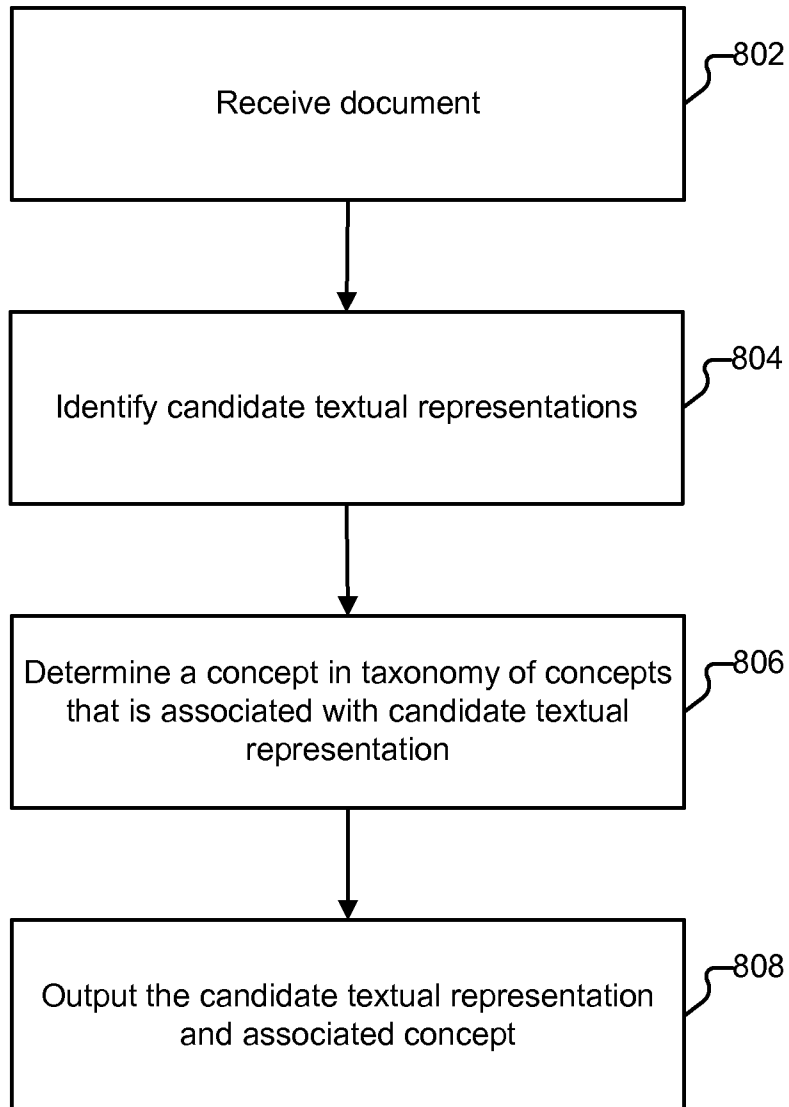 Receive document
802
Identify candidate textual representations
804
Determine a concept in taxonomy of concepts
that is associated with candidate textual
representation
806
Output the candidate textual representation
and associated concept
808